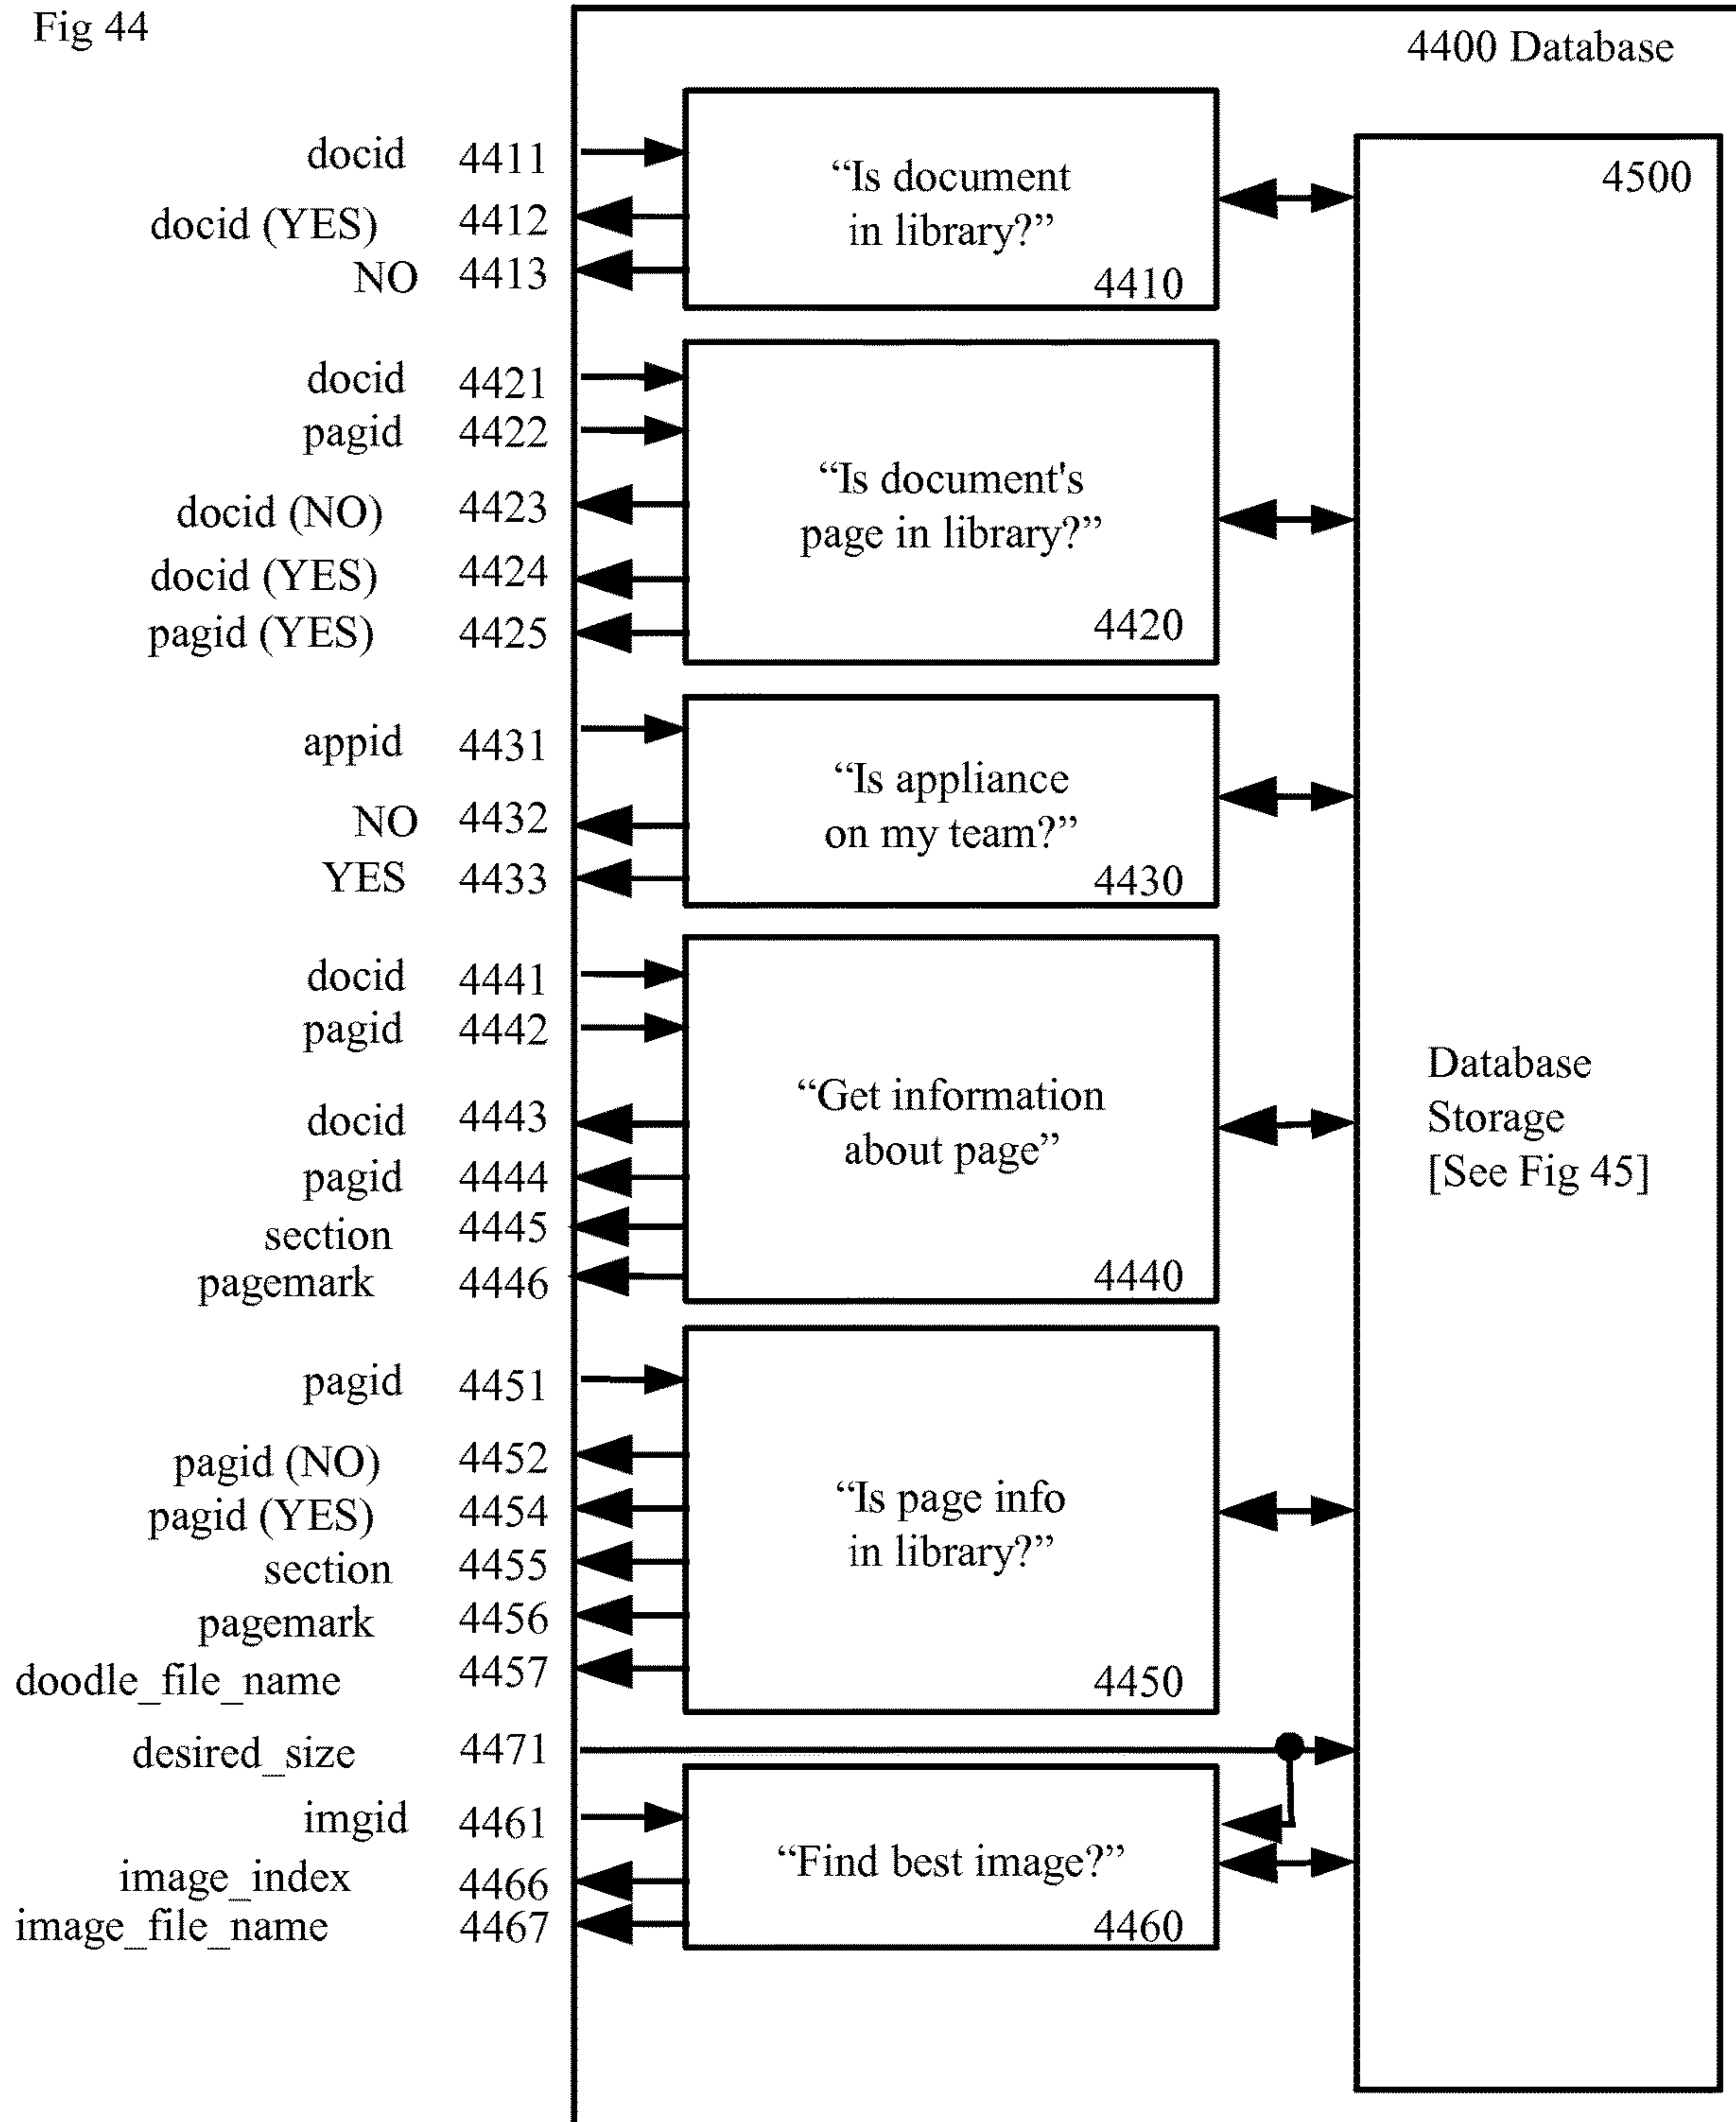 Fig 44
4400 Database
4500
docid 4411
docid (YES) 4412
NO 4413
“Is document
in library?”
4410
docid 4421
pagid 4422
docid (NO) 4423
docid (YES) 4424
pagid (YES) 4425
“Is document's
page in library?”
4420
appid 4431
NO 4432
YES 4433
“Is appliance
on my team?”
4430
docid 4441
pagid 4442
docid 4443
pagid 4444
section 4445
pagemark 4446
“Get information
about page”
4440
Database
Storage
[See Fig 45]
pagid 4451
pagid (NO) 4452
pagid (YES) 4454
section 4455
pagemark 4456
doodle_file_name 4457
“Is page info
in library?”
4450
desired_size 4471
imgid 4461
image_index 4466
image_file_name 4467
“Find best image?”
4460